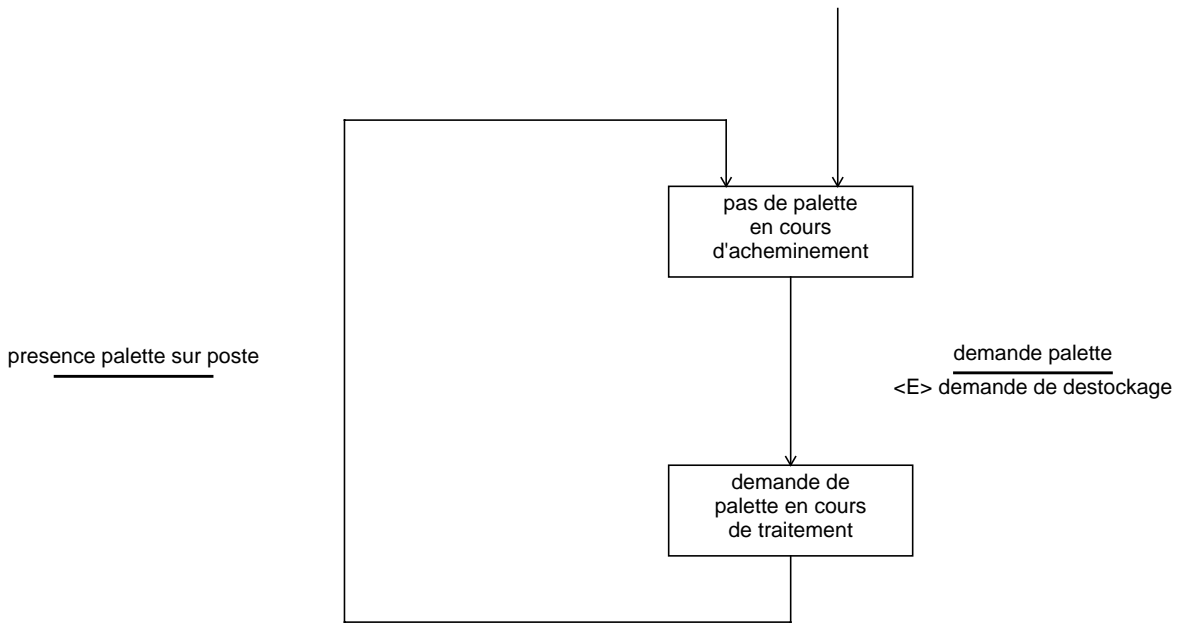 pas de palette
en cours
d'acheminement
presence palette sur poste
demande palette
<E> demande de destockage
demande de
palette en cours
de traitement